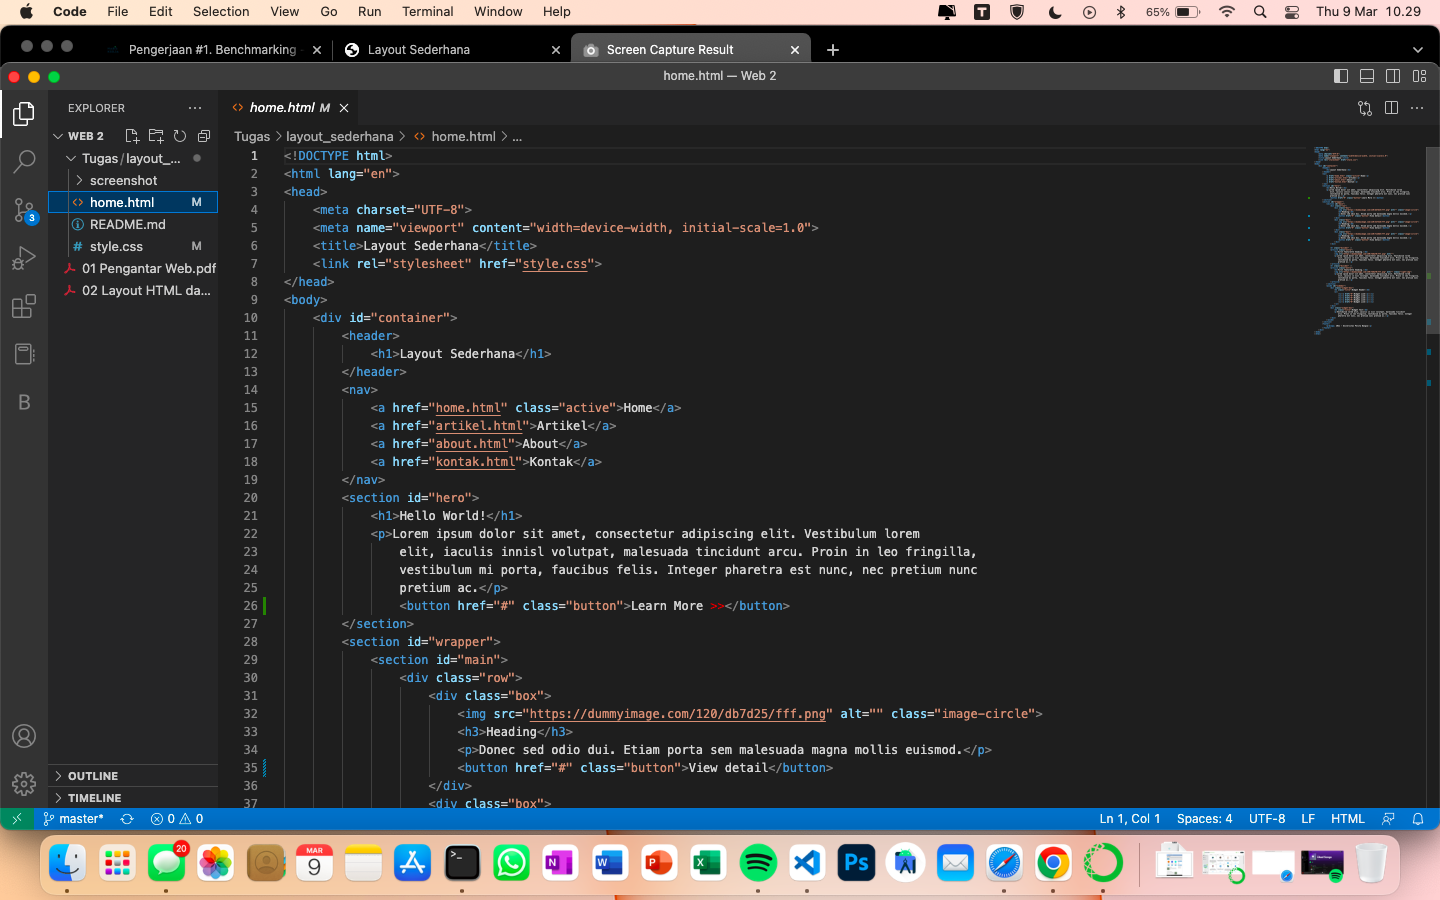 Code File Edit Selection View Go Run Terminal Window Help 65% Thu 9 Mar 10.29
Pengerjaan #1. Benchmarking Layout Sederhana Screen Capture Result
home.html — Web 2
EXPLORER
WEB 2
Tugas/layout_...
screenshot
home.html M
README.md
style.css M
01 Pengantar Web.pdf
02 Layout HTML da...
3
B
OUTLINE
TIMELINE
home.html M
Tugas > layout_sederhana > home.html > ...
1 <!DOCTYPE html>
2 <html lang="en">
3 <head>
4 <meta charset="UTF-8">
5 <meta name="viewport" content="width=device-width, initial-scale=1.0">
6 <title>Layout Sederhana</title>
7 <link rel="stylesheet" href="style.css">
8 </head>
9 <body>
10 <div id="container">
11 <header>
12 <h1>Layout Sederhana</h1>
13 </header>
14 <nav>
15 <a href="home.html" class="active">Home</a>
16 <a href="artikel.html">Artikel</a>
17 <a href="about.html">About</a>
18 <a href="kontak.html">Kontak</a>
19 </nav>
20 <section id="hero">
21 <h1>Hello World!</h1>
22 <p>Lorem ipsum dolor sit amet, consectetur adipiscing elit. Vestibulum lorem
23 elit, iaculis innisl volutpat, malesuada tincidunt arcu. Proin in leo fringilla,
24 vestibulum mi porta, faucibus felis. Integer pharetra est nunc, nec pretium nunc
25 pretium ac.</p>
26 <button href="#" class="button">Learn More >></button>
27 </section>
28 <section id="wrapper">
29 <section id="main">
30 <div class="row">
31 <div class="box">
32 <img src="https://dummyimage.com/120/db7d25/fff.png" alt="" class="image-circle">
33 <h3>Heading</h3>
34 <p>Donec sed odio dui. Etiam porta sem malesuada magna mollis euismod.</p>
35 <button href="#" class="button">View detail</button>
36 </div>
37 <div class="box">
master* 0 0 Ln 1, Col 1 Spaces: 4 UTF-8 LF HTML
20
MAR
9